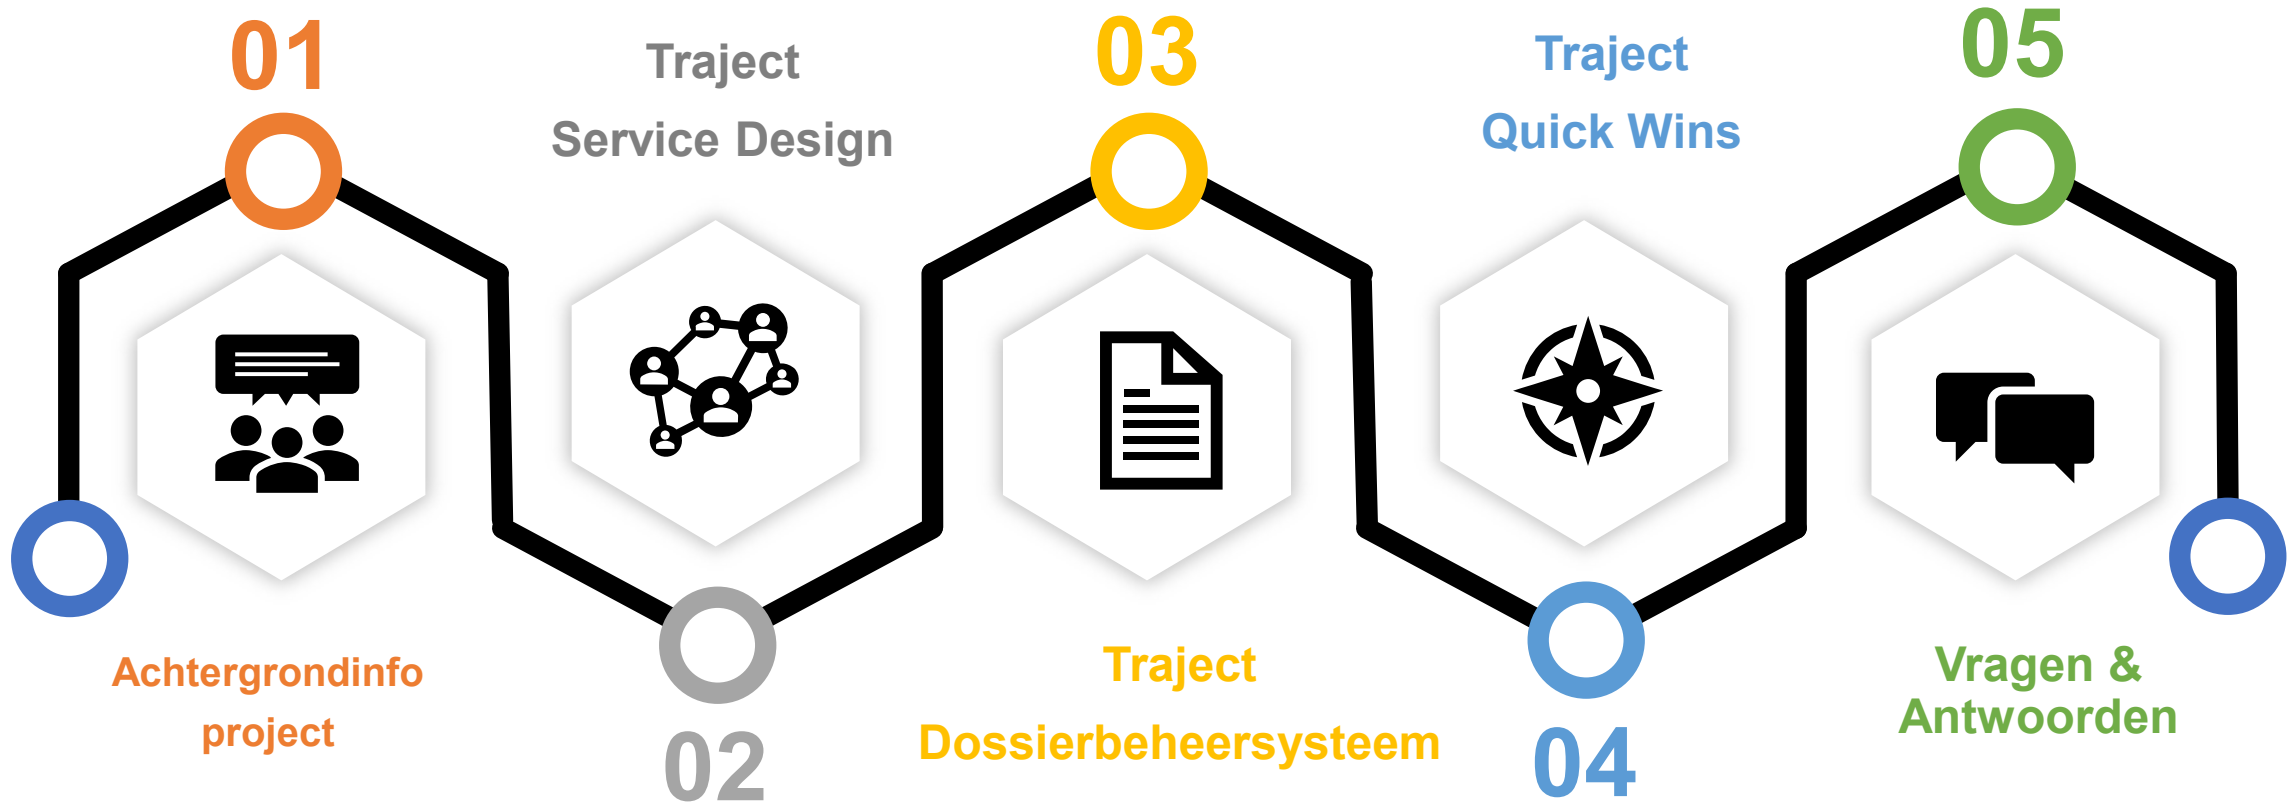 01
Achtergrondinfo
project
Traject
Service Design
02
03
Traject
Dossierbeheersysteem
Traject
Quick Wins
04
05
Vragen &
Antwoorden